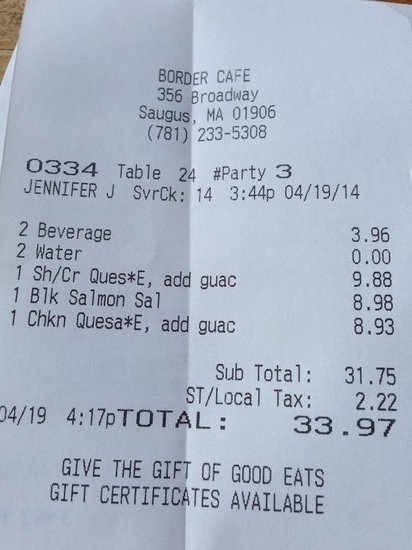 BORDER CAFE
356 Broadway
Saugus, MA 01906
(781) 233-5308
0334 Table 24 #Party 3
JENNIFER J SvrCk: 14 3:44p 04/19/14
2 Beverage 3.96
2 Water 0.00
1 Sh/Cr Ques*E, add guac 9.88
1 Blk Salmon Sal 8.98
1 Chkn Quesa*E, add guac 8.93
Sub Total: 31.75
ST/Local Tax: 2.22
04/19 4:17pTOTAL: 33.97
GIVE THE GIFT OF GOOD EATS
GIFT CERTIFICATES AVAILABLE